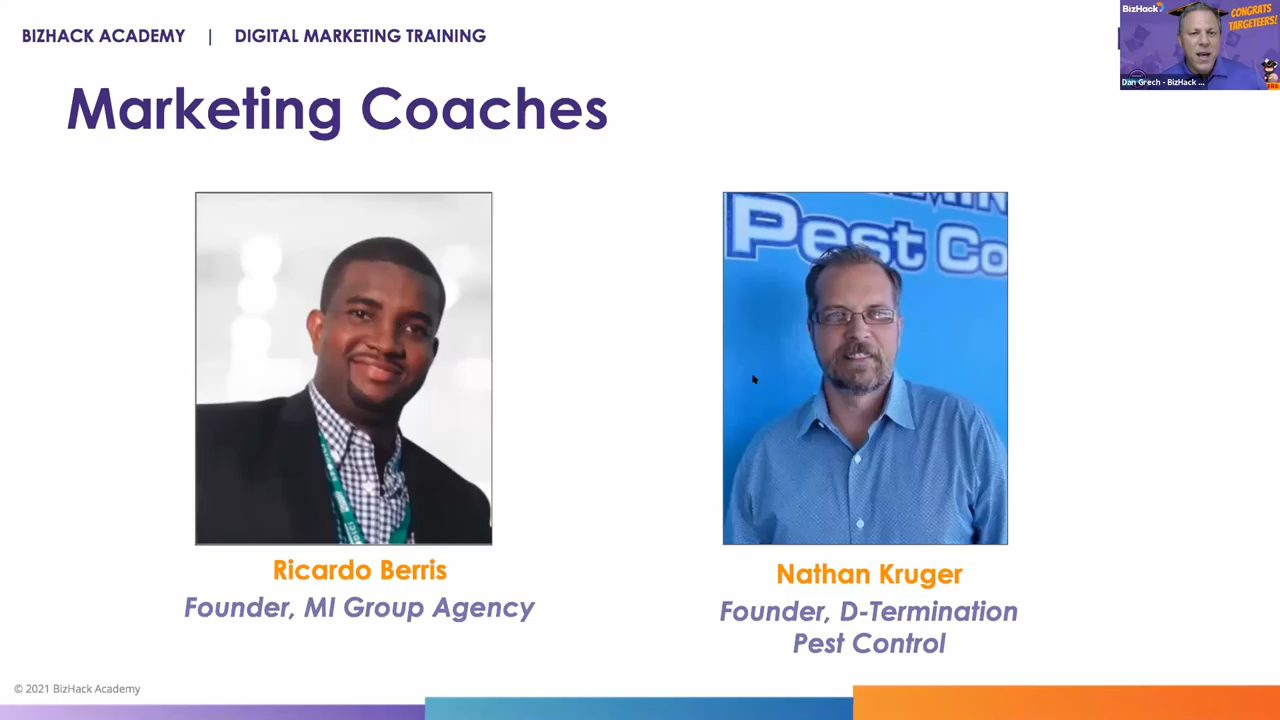 BIZHACK ACADEMY | DIGITAL MARKETING TRAINING
BizHack
CONGRATS
TARGETEERS!
Dan Grech - BizHack ...
Marketing Coaches
Pest Co
Ricardo Berris
Founder, MI Group Agency
Nathan Kruger
Founder, D-Termination
Pest Control
© 2021 BizHack Academy